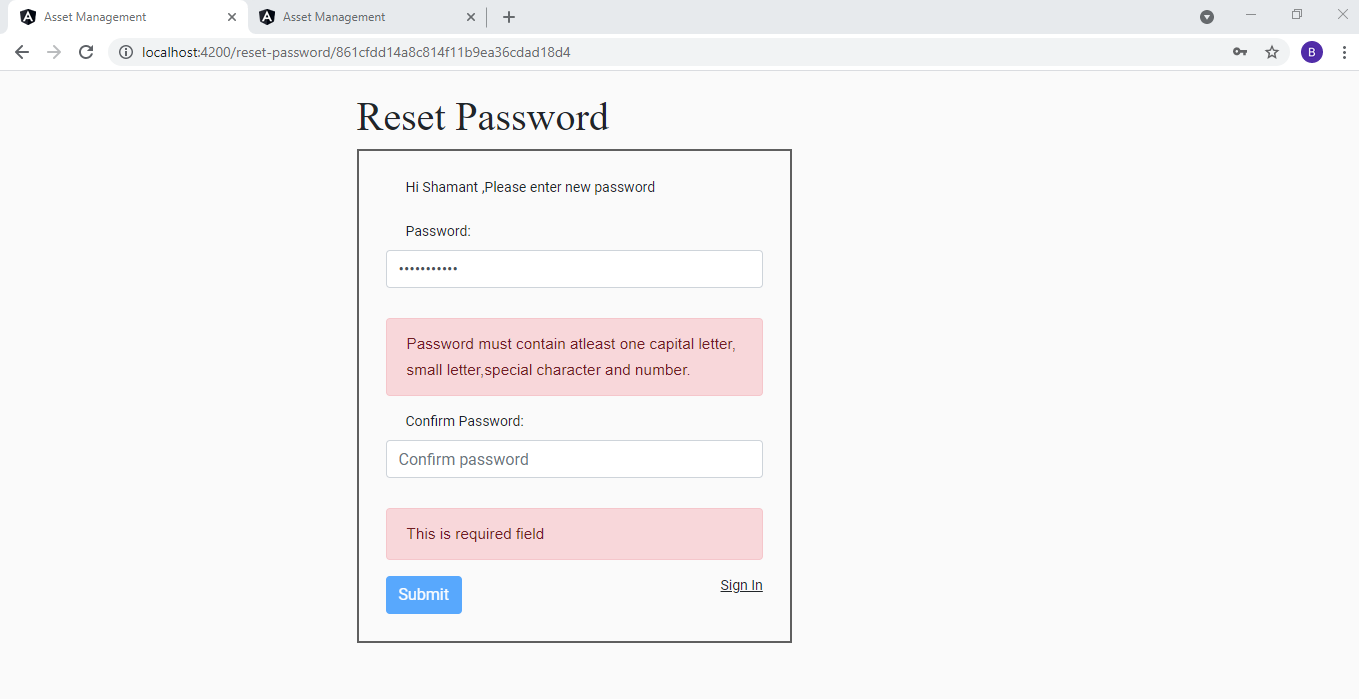 Asset Management
Asset Management
localhost:4200/reset-password/861cfdd14a8c814f11b9ea36cdad18d4
B
Reset Password
Hi Shamant ,Please enter new password
Password:
•••••••••••
Password must contain atleast one capital letter,
small letter,special character and number.
Confirm Password:
Confirm password
This is required field
Submit
Sign In